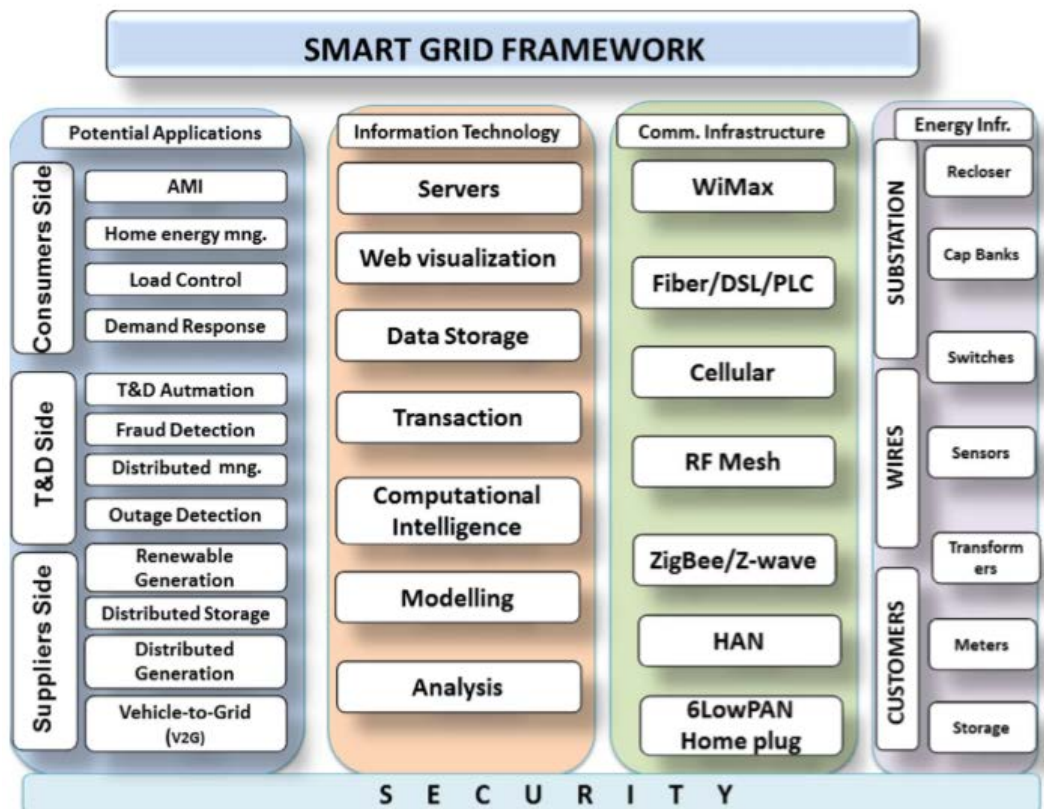 SMART GRID FRAMEWORK
Potential Applications
Consumers Side
AMI
Home energy mng.
Load Control
Demand Response
T&D Side
T&D Autmation
Fraud Detection
Distributed mng.
Outage Detection
Suppliers Side
Renewable
Generation
Distributed Storage
Distributed
Generation
Vehicle-to-Grid
(V2G)
Information Technology
Servers
Web visualization
Data Storage
Transaction
Computational
Intelligence
Modelling
Analysis
Comm. Infrastructure
WiMax
Fiber/DSL/PLC
Cellular
RF Mesh
ZigBee/Z-wave
HAN
6LowPAN
Home plug
Energy Infr.
SUBSTATION
Recloser
Cap Banks
Switches
WIRES
Sensors
Transform
ers
CUSTOMERS
Meters
Storage
S E C U R I T Y